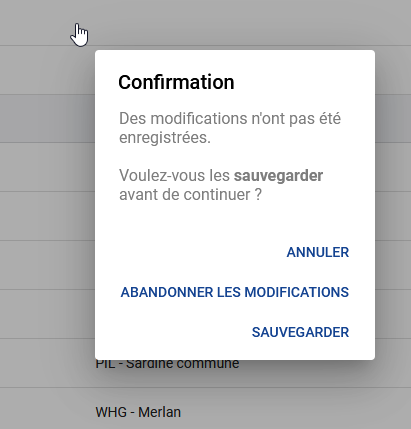 Confirmation
Des modifications n'ont pas été
enregistrées.
Voulez-vous les sauvegarder
avant de continuer ?
ANNULER
ABANDONNER LES MODIFICATIONS
SAUVEGARDER
PIL - Sardine commune
WHG - Merlan